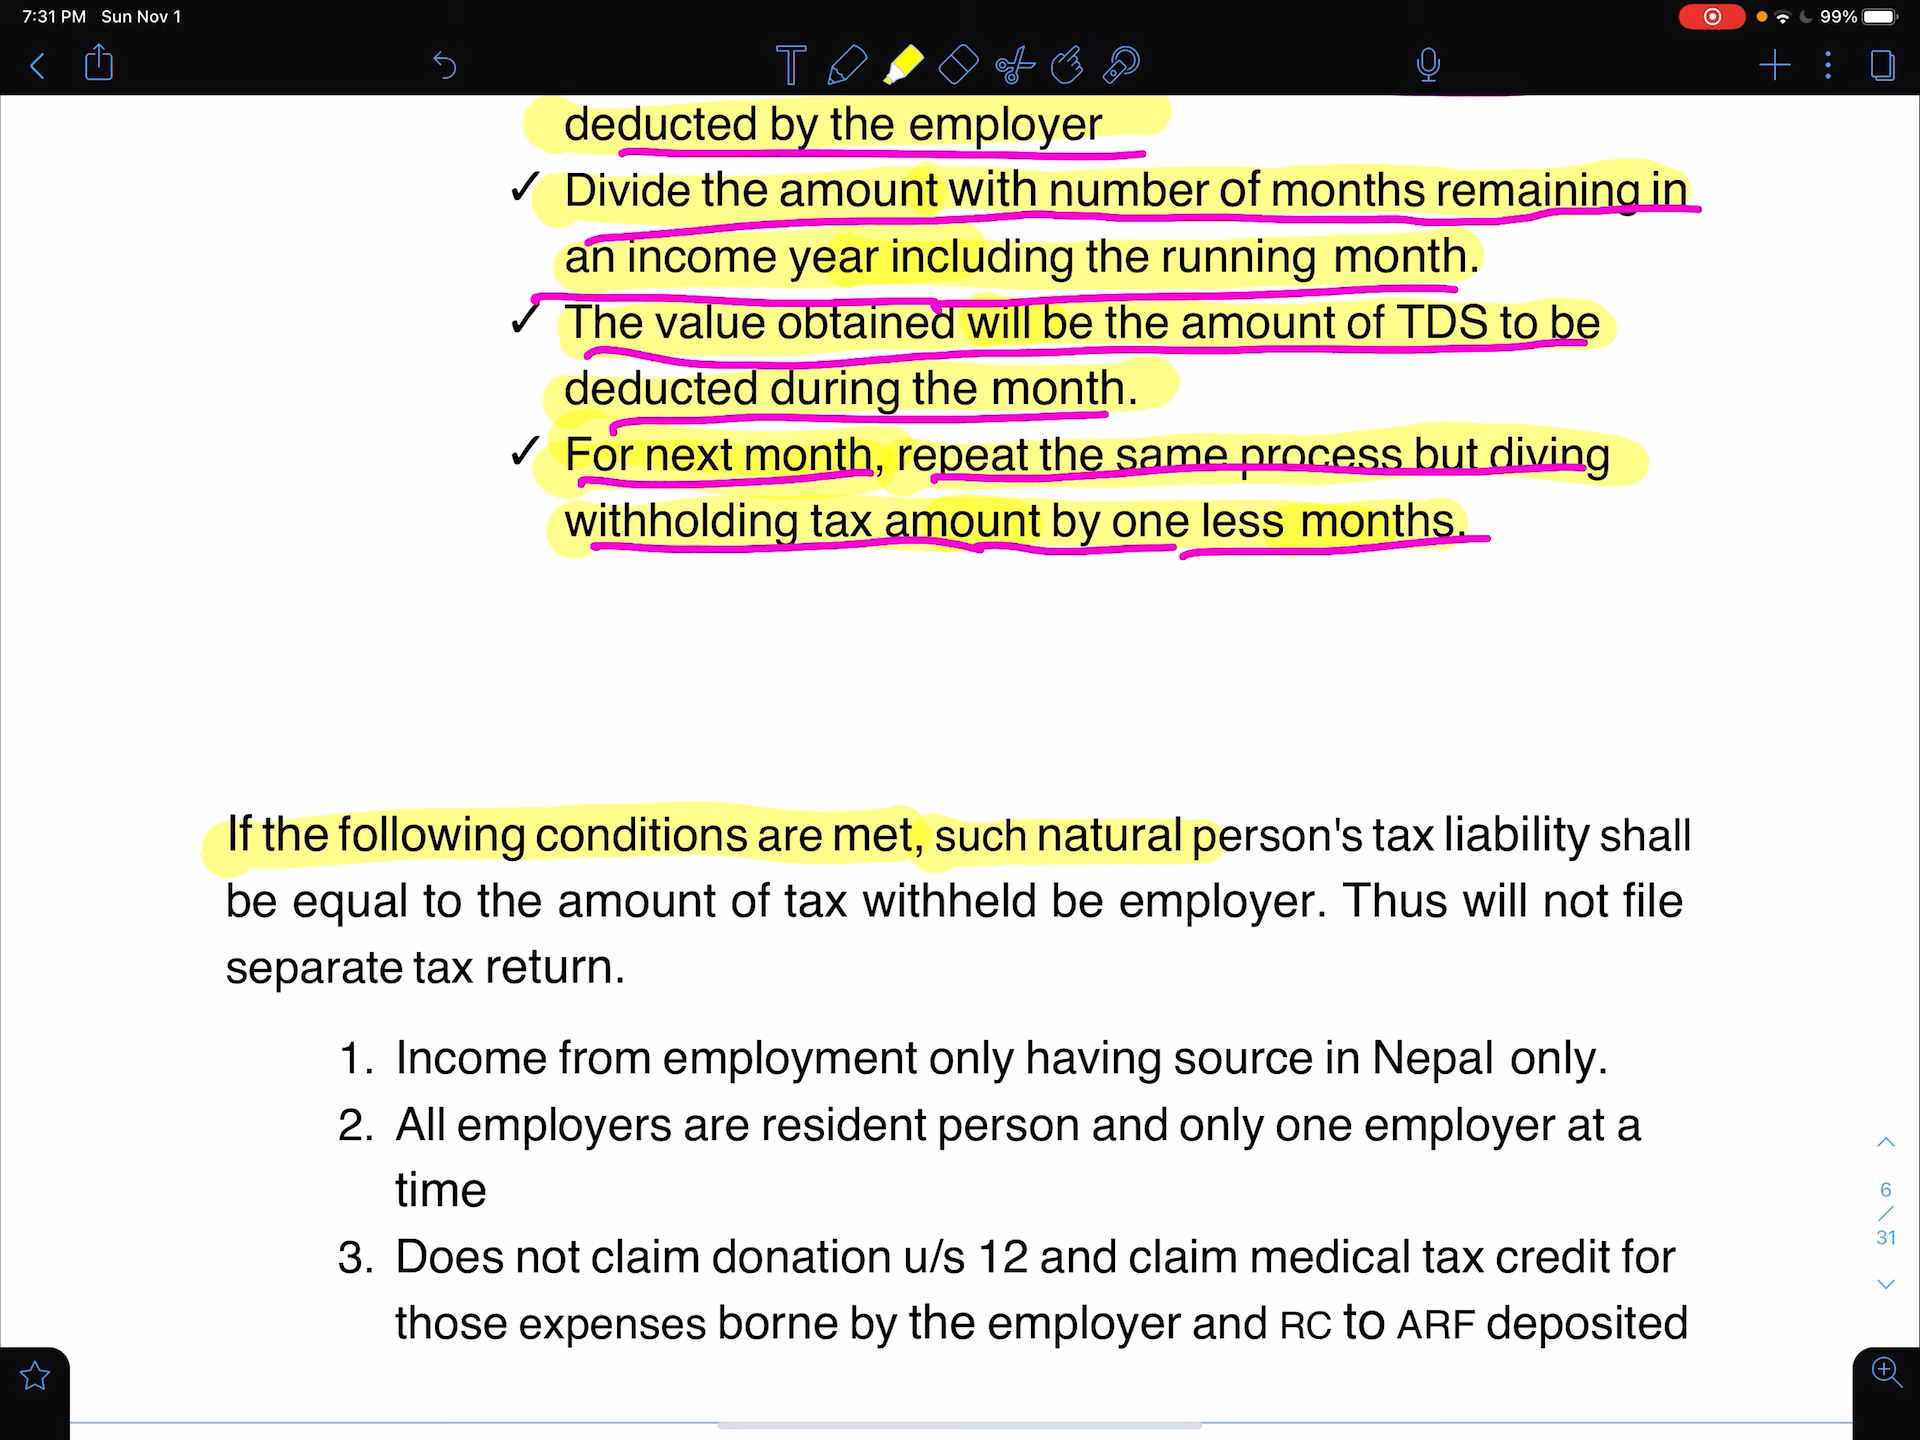 7:31 PM Sun Nov 1
99%
deducted by the employer
✓ Divide the amount with number of months remaining in
an income year including the running month.
✓ The value obtained will be the amount of TDS to be
deducted during the month.
✓ For next month, repeat the same process but diving
withholding tax amount by one less months.
If the following conditions are met, such natural person's tax liability shall
be equal to the amount of tax withheld be employer. Thus will not file
separate tax return.
1. Income from employment only having source in Nepal only.
2. All employers are resident person and only one employer at a
time
3. Does not claim donation u/s 12 and claim medical tax credit for
those expenses borne by the employer and RC to ARF deposited
6
/
31